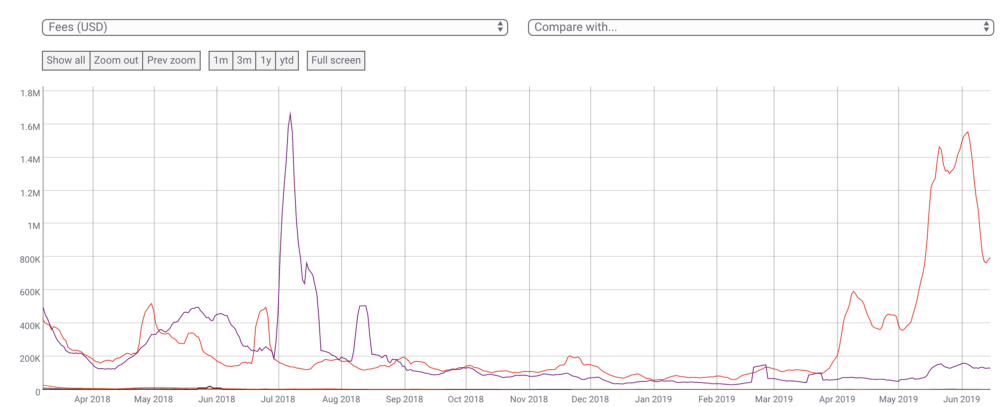 Fees (USD)
Compare with...
Show all Zoom out Prev zoom 1m 3m 1y ytd Full screen
1.8M
1.6M
1.4M
1.2M
1.0M
800K
600K
400K
200K
0
Apr 2018 May 2018 Jun 2018 Jul 2018 Aug 2018 Sep 2018 Oct 2018 Nov 2018 Dec 2018 Jan 2019 Feb 2019 Mar 2019 Apr 2019 May 2019 Jun 2019